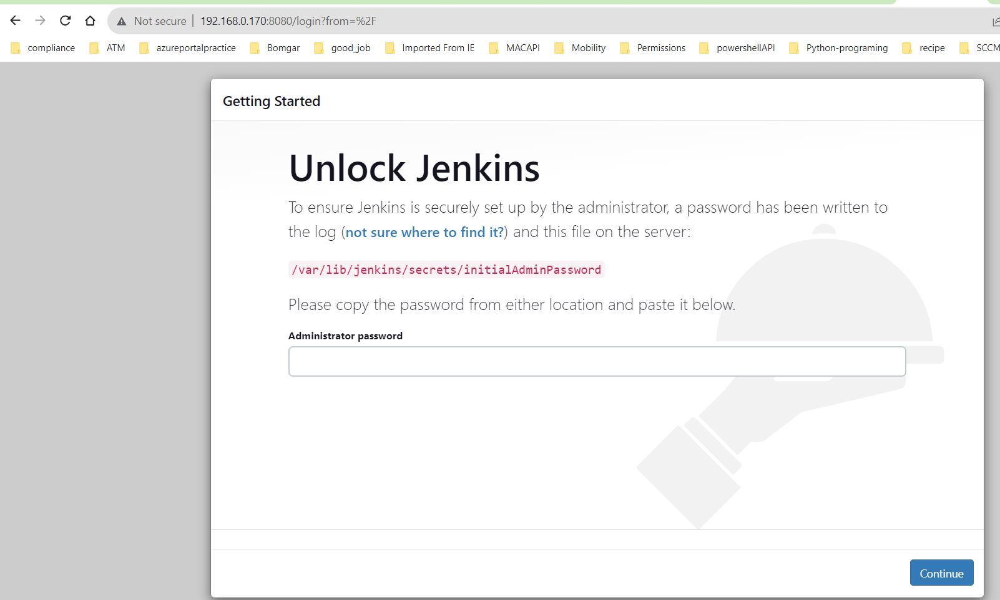 Not secure | 192.168.0.170:8080/login?from=%2F
compliance ATM azureportalpractice Bomgar good_job Imported From IE MACAPI Mobility Permissions powershellAPI Python-programing recipe SCCM
Getting Started
Unlock Jenkins
To ensure Jenkins is securely set up by the administrator, a password has been written to
the log (not sure where to find it?) and this file on the server:
/var/lib/jenkins/secrets/initialAdminPassword
Please copy the password from either location and paste it below.
Administrator password
Continue